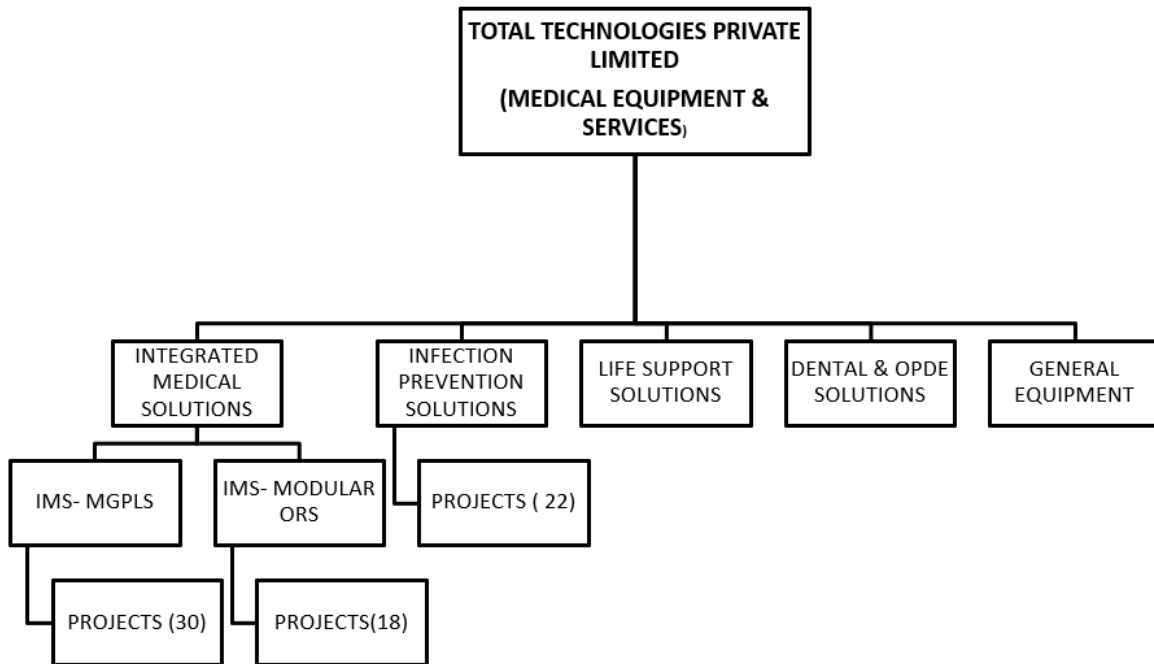 TOTAL TECHNOLOGIES PRIVATE
LIMITED
(MEDICAL EQUIPMENT &
SERVICES)
INTEGRATED
MEDICAL
SOLUTIONS
INFECTION
PREVENTION
SOLUTIONS
LIFE SUPPORT
SOLUTIONS
DENTAL & OPDE
SOLUTIONS
GENERAL
EQUIPMENT
IMS- MGPLS
IMS- MODULAR
ORS
PROJECTS ( 22)
PROJECTS (30)
PROJECTS(18)